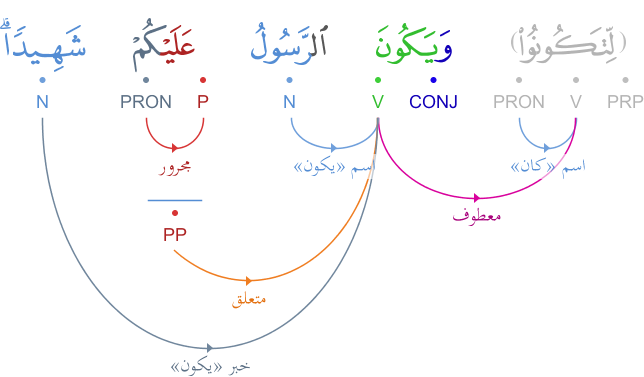 (لِّتَكُونُوا۟) وَيَكُونَ ٱلرَّسُولُ عَلَيْكُمْ شَهِيدًا ۗ
PRP V PRON CONJ V N P PRON N
مجرور اسم «يكون» اسم «كان»
معطوف
PP
متعلق
خبر «يكون»